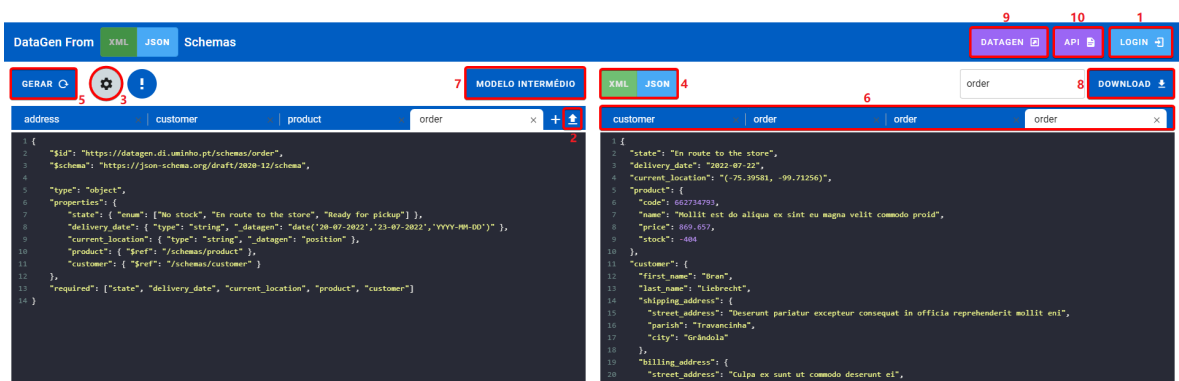 9 10 1
DataGen From XML JSON Schemas DATAGEN API LOGIN
GERAR ! 7 MODELO INTERMÉDIO XML JSON 4 order 8 DOWNLOAD
5 3 6
address × customer × product × order × + customer × order × order × order ×
2
1 {
2 "$id": "https://datagen.di.uminho.pt/schemas/order",
3 "$schema": "https://json-schema.org/draft/2020-12/schema",
4
5 "type": "object",
6 "properties": {
7 "state": { "enum": ["No stock", "En route to the store", "Ready for pickup"] },
8 "delivery_date": { "type": "string", "_datagen": "date('20-07-2022','23-07-2022','YYYY-MM-DD')" },
9 "current_location": { "type": "string", "_datagen": "position" },
10 "product": { "$ref": "/schemas/product" },
11 "customer": { "$ref": "/schemas/customer" }
12 },
13 "required": ["state", "delivery_date", "current_location", "product", "customer"]
14 }
1 {
2 "state": "En route to the store",
3 "delivery_date": "2022-07-22",
4 "current_location": "(-75.39581, -99.71256)",
5 "product": {
6 "code": 662734793,
7 "name": "Mollit est do aliqua ex sint eu magna velit commodo proid",
8 "price": 869.657,
9 "stock": -404
10 },
11 "customer": {
12 "first_name": "Bran",
13 "last_name": "Liebrecht",
14 "shipping_address": {
15 "street_address": "Deserunt pariatur excepteur consequat in officia reprehenderit mollit eni",
16 "parish": "Travancinha",
17 "city": "Grândola"
18 },
19 "billing_address": {
20 "street_address": "Culpa ex sunt ut commodo deserunt ei",